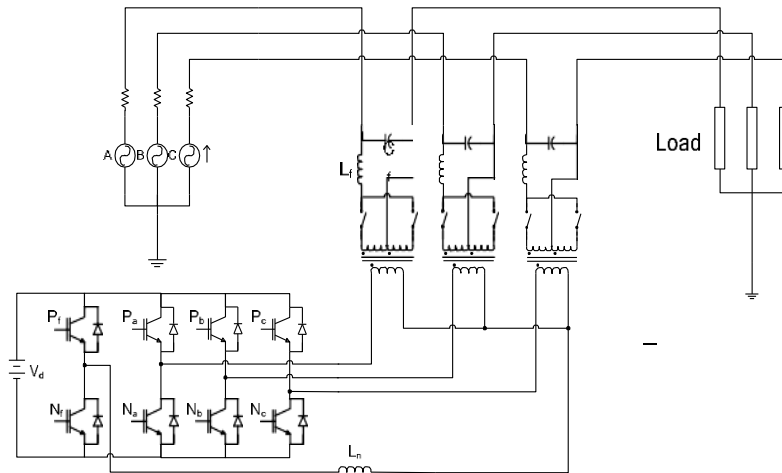 A B C
L_f
Load
V_d
P_f P_a P_b P_c
N_f N_a N_b N_c
L_n